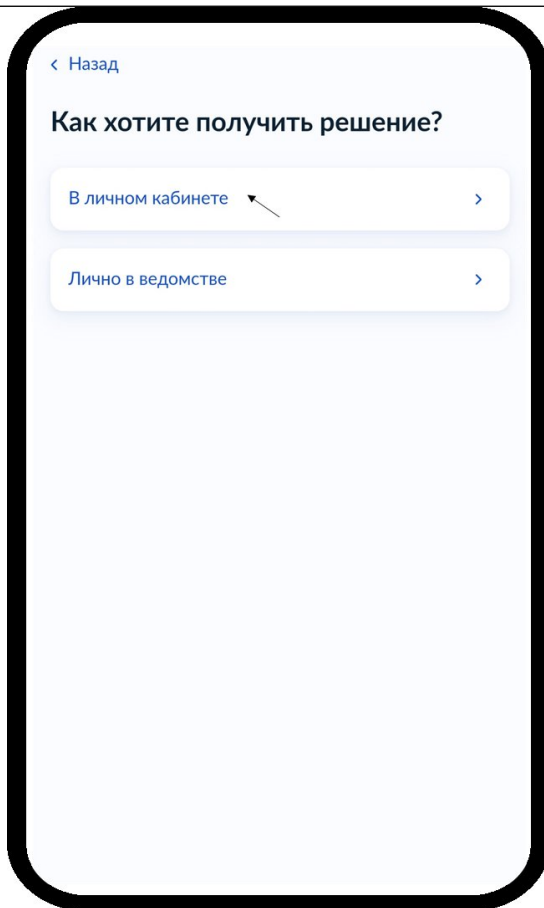 Назад
Как хотите получить решение?
В личном кабинете
Лично в ведомстве